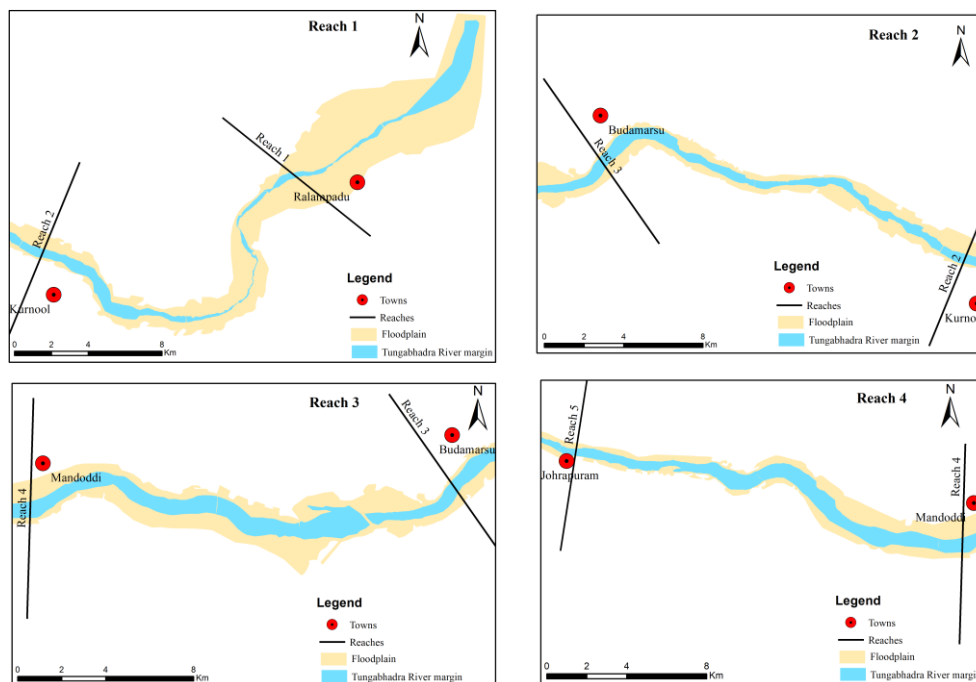 Reach 1
N
Reach 1
Ralampadu
Reach 2
Kurnool
Legend
Towns
Reaches
Floodplain
Tungabhadra River margin
0 2 4 8
Km
Reach 2
N
Budamarsu
Reach 3
Reach 2
Kurno
Legend
Towns
Reaches
Floodplain
Tungabhadra River margin
0 2 4 8
Km
Reach 3
N
Reach 3
Budamarsu
Mandoddi
Reach 4
Legend
Towns
Reaches
Floodplain
Tungabhadra River margin
0 2 4 8
Km
Reach 4
N
Reach 5
Johrapuram
Reach 4
Mandoddi
Legend
Towns
Reaches
Floodplain
Tungabhadra River margin
0 2 4 8
Km